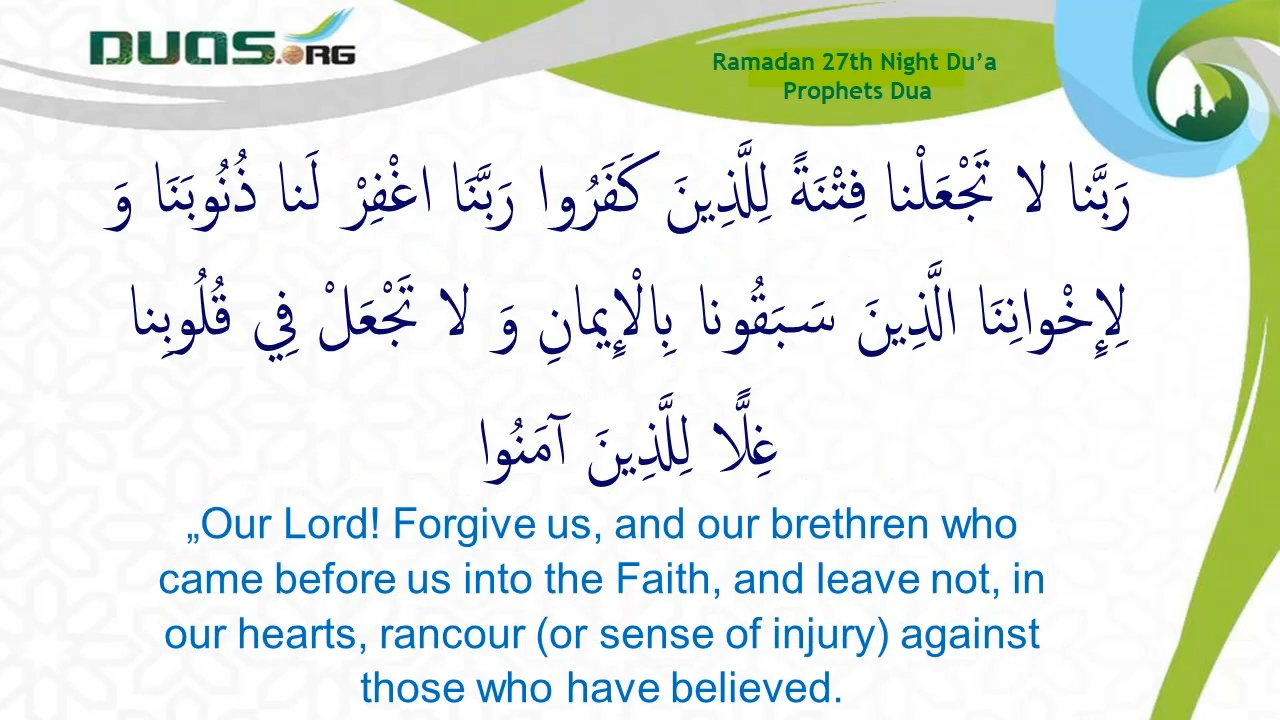 DUAS.ORG
Ramadan 27th Night Du’a
Prophets Dua
رَبَّنا لا تَجْعَلْنا فِتْنَةً لِلَّذِينَ كَفَرُوا رَبَّنَا اغْفِرْ لَنا ذُنُوبَنَا وَ
لِإِخْوانِنَا الَّذِينَ سَبَقُونا بِالْإِيمانِ وَ لا تَجْعَلْ فِي قُلُوبِنا
غِلًّا لِلَّذِينَ آمَنُوا
„Our Lord! Forgive us, and our brethren who
came before us into the Faith, and leave not, in
our hearts, rancour (or sense of injury) against
those who have believed.